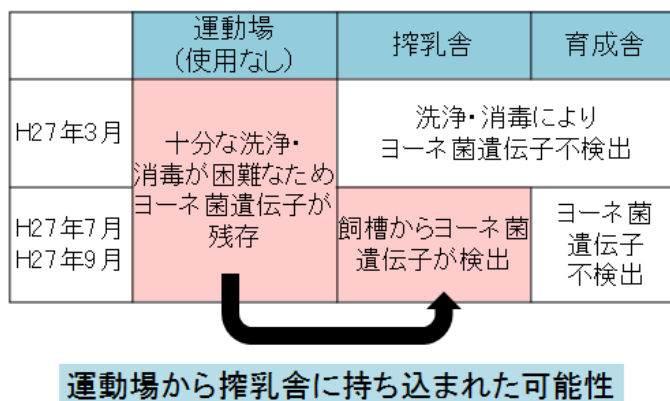 運動場
(使用なし)
搾乳舎
育成舎
H27年3月
十分な洗浄・
消毒が困難なため
ヨーネ菌遺伝子が
残存
洗浄・消毒により
ヨーネ菌遺伝子不検出
H27年7月
H27年9月
飼槽からヨーネ菌
遺伝子が検出
ヨーネ菌
遺伝子
不検出
運動場から搾乳舎に持ち込まれた可能性